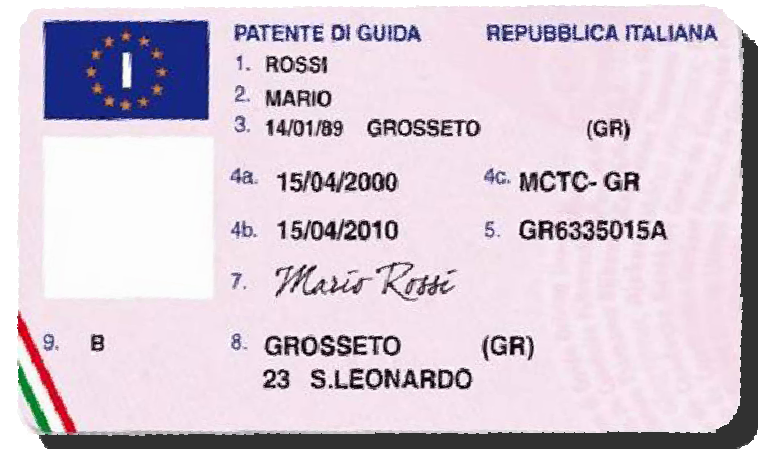 I
PATENTE DI GUIDA REPUBBLICA ITALIANA
1. ROSSI
2. MARIO
3. 14/01/89 GROSSETO (GR)
4a. 15/04/2000 4c. MCTC- GR
4b. 15/04/2010 5. GR6335015A
7. Mario Rossi
9. B 8. GROSSETO (GR)
23 S.LEONARDO